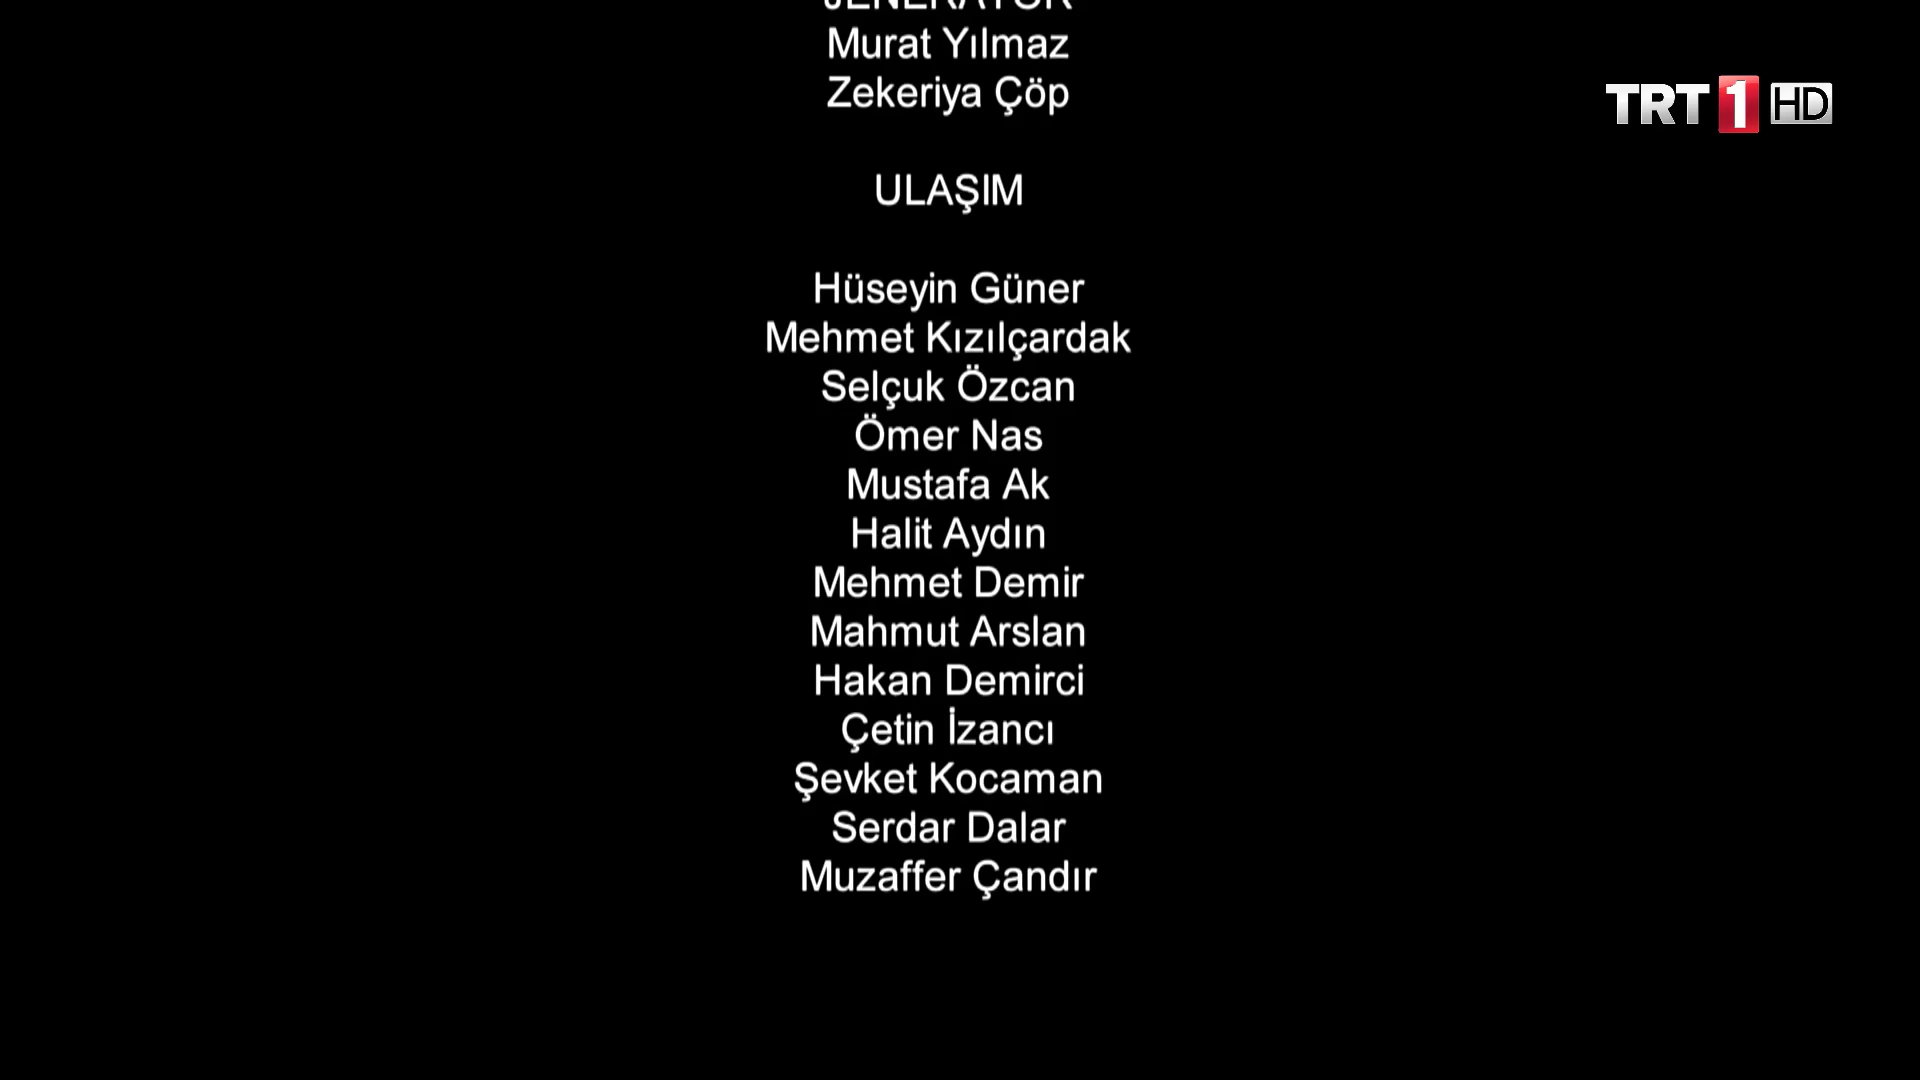 JENERATÖR
Murat Yılmaz
Zekeriya Çöp
TRT 1 HD
ULAŞIM
Hüseyin Güner
Mehmet Kızılçardak
Selçuk Özcan
Ömer Nas
Mustafa Ak
Halit Aydın
Mehmet Demir
Mahmut Arslan
Hakan Demirci
Çetin İzancı
Şevket Kocaman
Serdar Dalar
Muzaffer Çandır